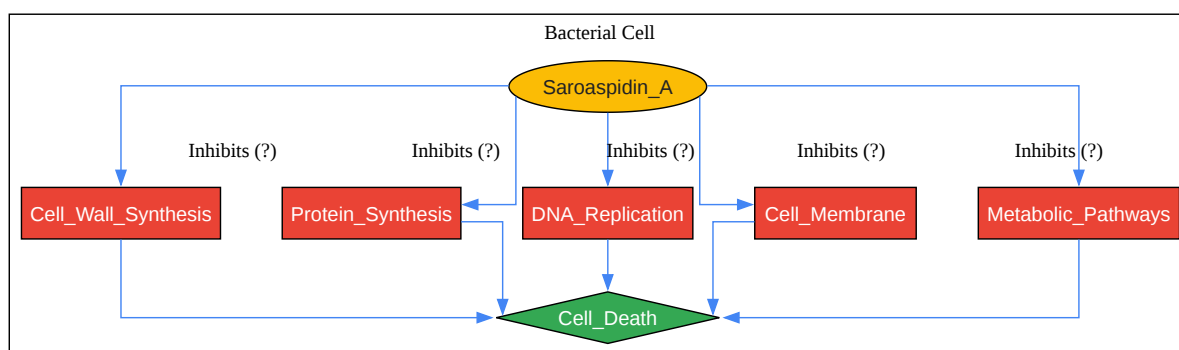 Bacterial Cell
Saroaspidin_A
Inhibits (?) Inhibits (?) Inhibits (?) Inhibits (?) Inhibits (?)
Cell_Wall_Synthesis Protein_Synthesis DNA_Replication Cell_Membrane Metabolic_Pathways
Cell_Death